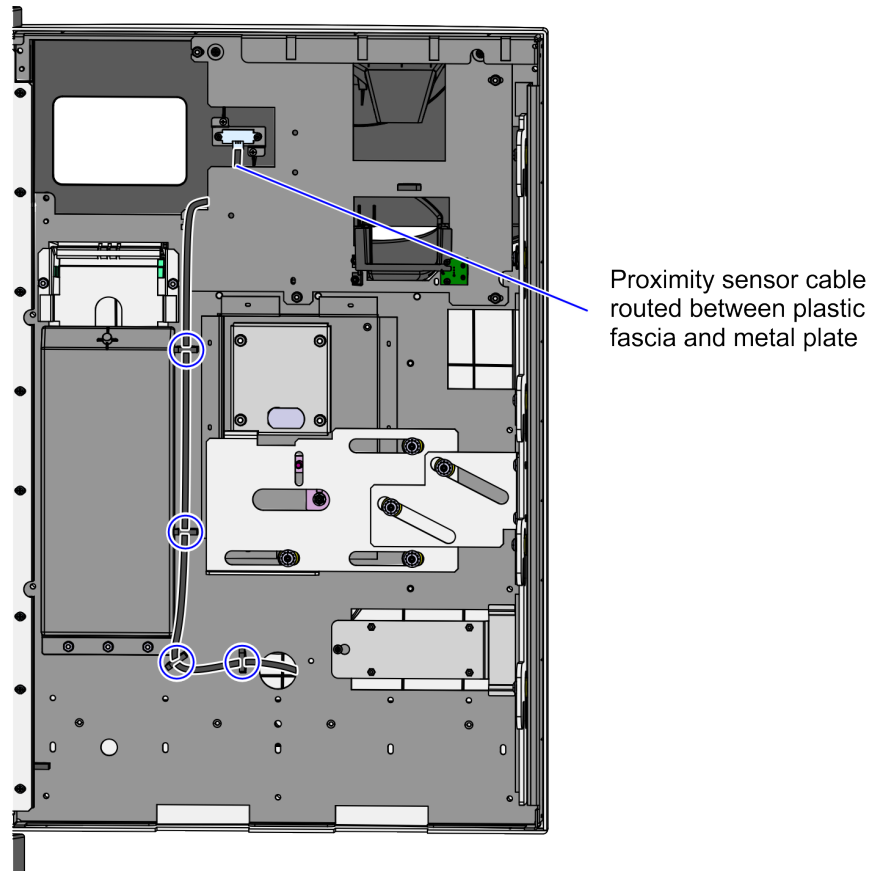 Proximity sensor cable
routed between plastic
fascia and metal plate